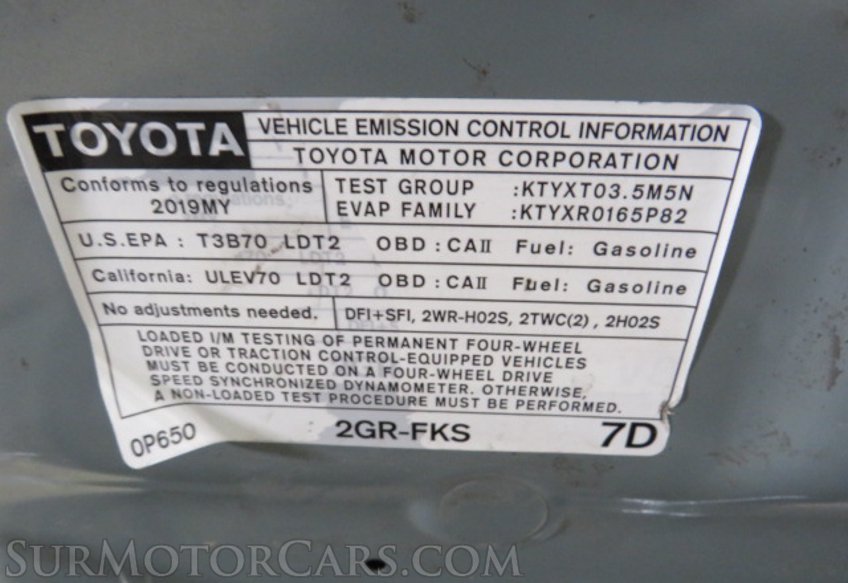 TOYOTA
VEHICLE EMISSION CONTROL INFORMATION
TOYOTA MOTOR CORPORATION
Conforms to regulations
2019MY
TEST GROUP :KTYXT03.5M5N
EVAP FAMILY :KTYXR0165P82
U.S.EPA : T3B70 LDT2 OBD : CAII Fuel: Gasoline
California: ULEV70 LDT2 OBD : CAII Fuel: Gasoline
No adjustments needed. DFI+SFI, 2WR-HO2S, 2TWC(2) , 2HO2S
LOADED I/M TESTING OF PERMANENT FOUR-WHEEL
DRIVE OR TRACTION CONTROL-EQUIPPED VEHICLES
MUST BE CONDUCTED ON A FOUR-WHEEL DRIVE
SPEED SYNCHRONIZED DYNAMOMETER. OTHERWISE,
A NON-LOADED TEST PROCEDURE MUST BE PERFORMED.
0P650 2GR-FKS 7D
SurMotorCars.com